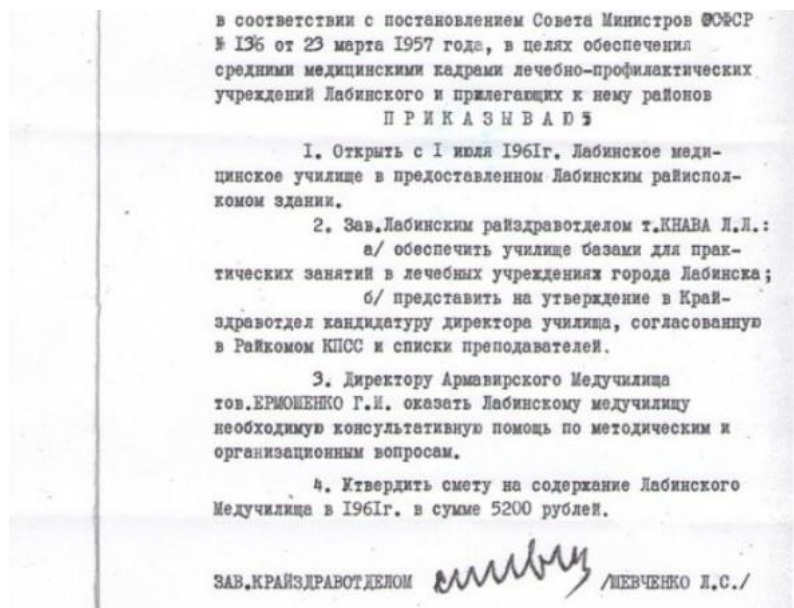 в соответствии с постановлением Совета Министров РСФСР
№ 136 от 23 марта 1957 года, в целях обеспечения
средними медицинскими кадрами лечебно-профилактических
учреждений Лабинского и прилегающих к нему районов
П Р И К А З Ы В А Ю:
1. Открыть с I июля 1961г. Лабинское меди-
цинское училище в предоставленном Лабинским райиспол-
комом здании.
2. Зав.Лабинским райздравотделом т.КНАВА Л.Л.:
а/ обеспечить училище базами для прак-
тических занятий в лечебных учреждениях города Лабинска;
б/ представить на утверждение в Край-
здравотдел кандидатуру директора училища, согласованную
в Райкомом КПСС и списки преподавателей.
3. Директору Армавирского Медучилища
тов.ЕРМОШЕНКО Г.И. оказать Лабинскому медучилищу
необходимую консультативную помощь по методическим и
организационным вопросам.
4. Утвердить смету на содержание Лабинского
Медучилища в 1961г. в сумме 5200 рублей.
ЗАВ.КРАЙЗДРАВОТДЕЛОМ /ШЕВЧЕНКО Л.С./